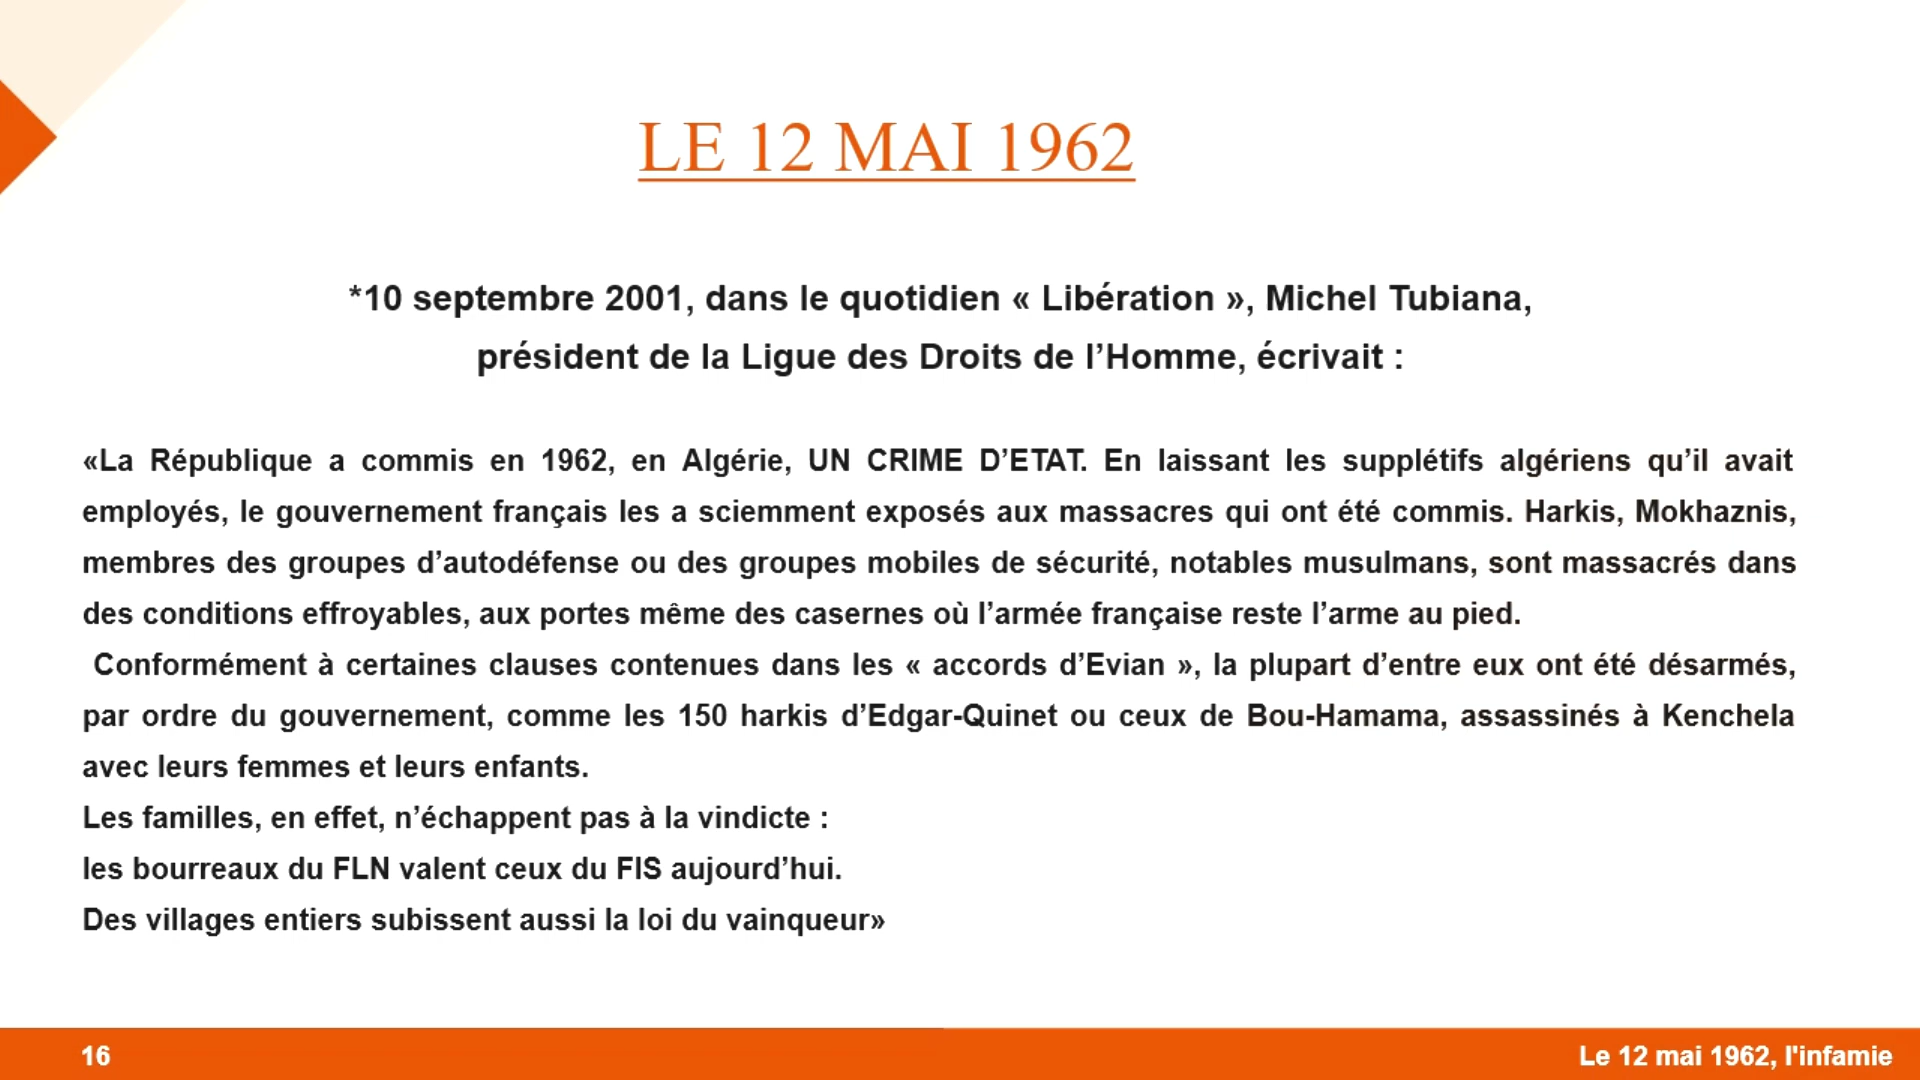 LE 12 MAI 1962
*10 septembre 2001, dans le quotidien « Libération », Michel Tubiana,
président de la Ligue des Droits de l’Homme, écrivait :
«La République a commis en 1962, en Algérie, UN CRIME D’ETAT. En laissant les supplétifs algériens qu’il avait
employés, le gouvernement français les a sciemment exposés aux massacres qui ont été commis. Harkis, Mokhaznis,
membres des groupes d’autodéfense ou des groupes mobiles de sécurité, notables musulmans, sont massacrés dans
des conditions effroyables, aux portes même des casernes où l’armée française reste l’arme au pied.
Conformément à certaines clauses contenues dans les « accords d’Evian », la plupart d’entre eux ont été désarmés,
par ordre du gouvernement, comme les 150 harkis d’Edgar-Quinet ou ceux de Bou-Hamama, assassinés à Kenchela
avec leurs femmes et leurs enfants.
Les familles, en effet, n’échappent pas à la vindicte :
les bourreaux du FLN valent ceux du FIS aujourd’hui.
Des villages entiers subissent aussi la loi du vainqueur»
16
Le 12 mai 1962, l'infamie